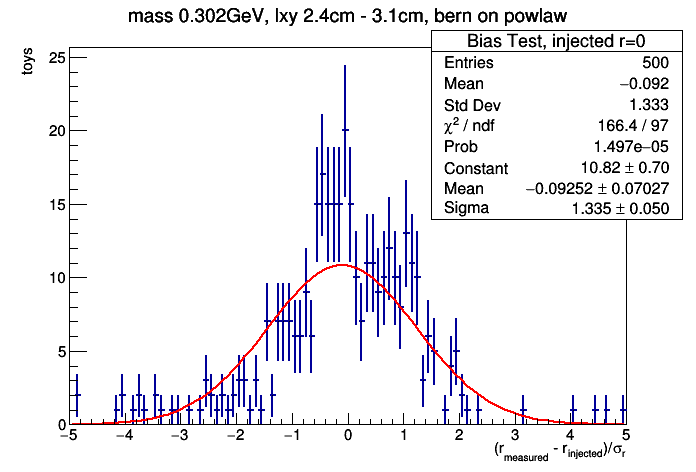 mass 0.302GeV, lxy 2.4cm - 3.1cm, bern on powlaw
Bias Test, injected r=0
Entries 500
Mean −0.092
Std Dev 1.333
χ² / ndf 166.4 / 97
Prob 1.497e−05
Constant 10.82 ± 0.70
Mean −0.09252 ± 0.07027
Sigma 1.335 ± 0.050
toys
25
20
15
10
5
0
−5 −4 −3 −2 −1 0 1 2 3 4 5
(r_measured - r_injected)/σ_r